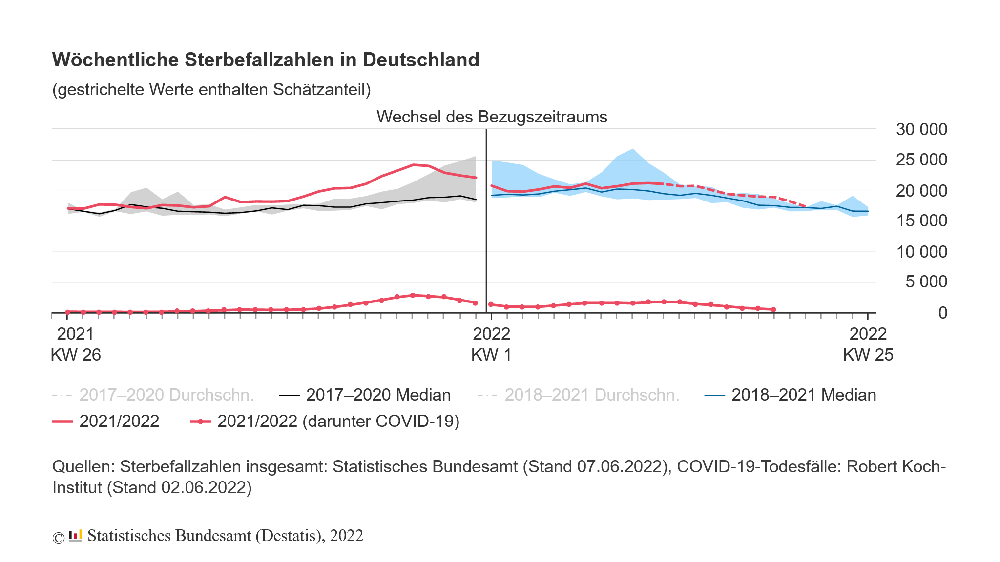 Wöchentliche Sterbefallzahlen in Deutschland
(gestrichelte Werte enthalten Schätzanteil)
Wechsel des Bezugszeitraums
30 000
25 000
20 000
15 000
10 000
5 000
0
2021 2022 2022
KW 26 KW 1 KW 25
2017–2020 Durchschn. 2017–2020 Median 2018–2021 Durchschn. 2018–2021 Median
2021/2022 2021/2022 (darunter COVID-19)
Quellen: Sterbefallzahlen insgesamt: Statistisches Bundesamt (Stand 07.06.2022), COVID-19-Todesfälle: Robert Koch-
Institut (Stand 02.06.2022)
© Statistisches Bundesamt (Destatis), 2022